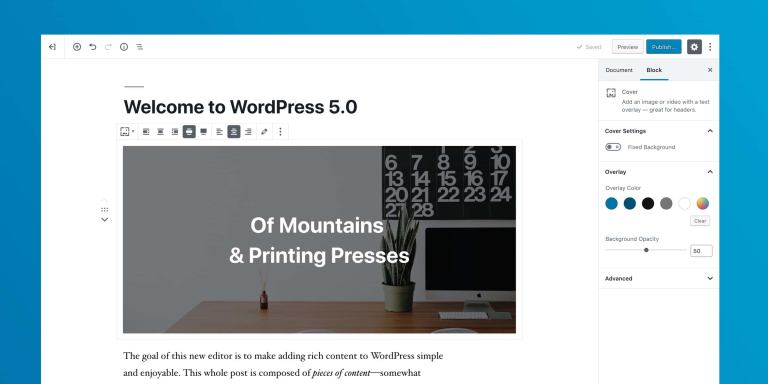 Saved
Preview
Publish...
Document
Block
Welcome to WordPress 5.0
Cover
Add an image or video with a text
overlay — great for headers.
Cover Settings
Fixed Background
Overlay
Overlay Color
Clear
Background Opacity
50
Advanced
2 3
6 7 8 9 10
13 14 15 16 17
20 21 22 23 24
27 28
Of Mountains
& Printing Presses
The goal of this new editor is to make adding rich content to WordPress simple
and enjoyable. This whole post is composed of pieces of content—somewhat